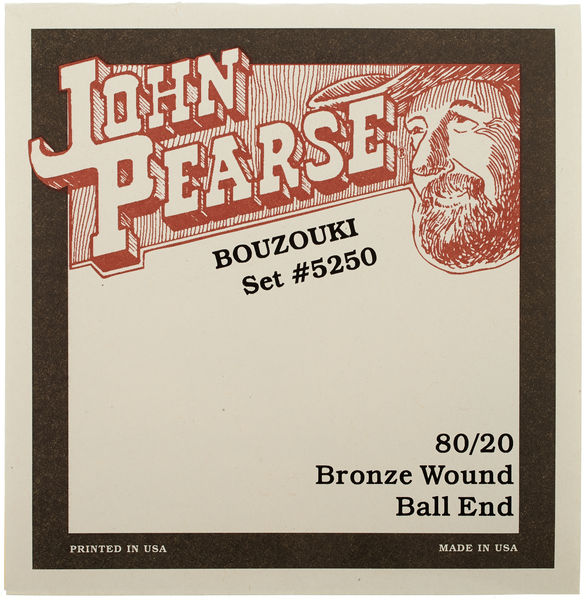 JOHN
PEARSE®
BOUZOUKI
Set #5250
80/20
Bronze Wound
Ball End
PRINTED IN USA
MADE IN USA